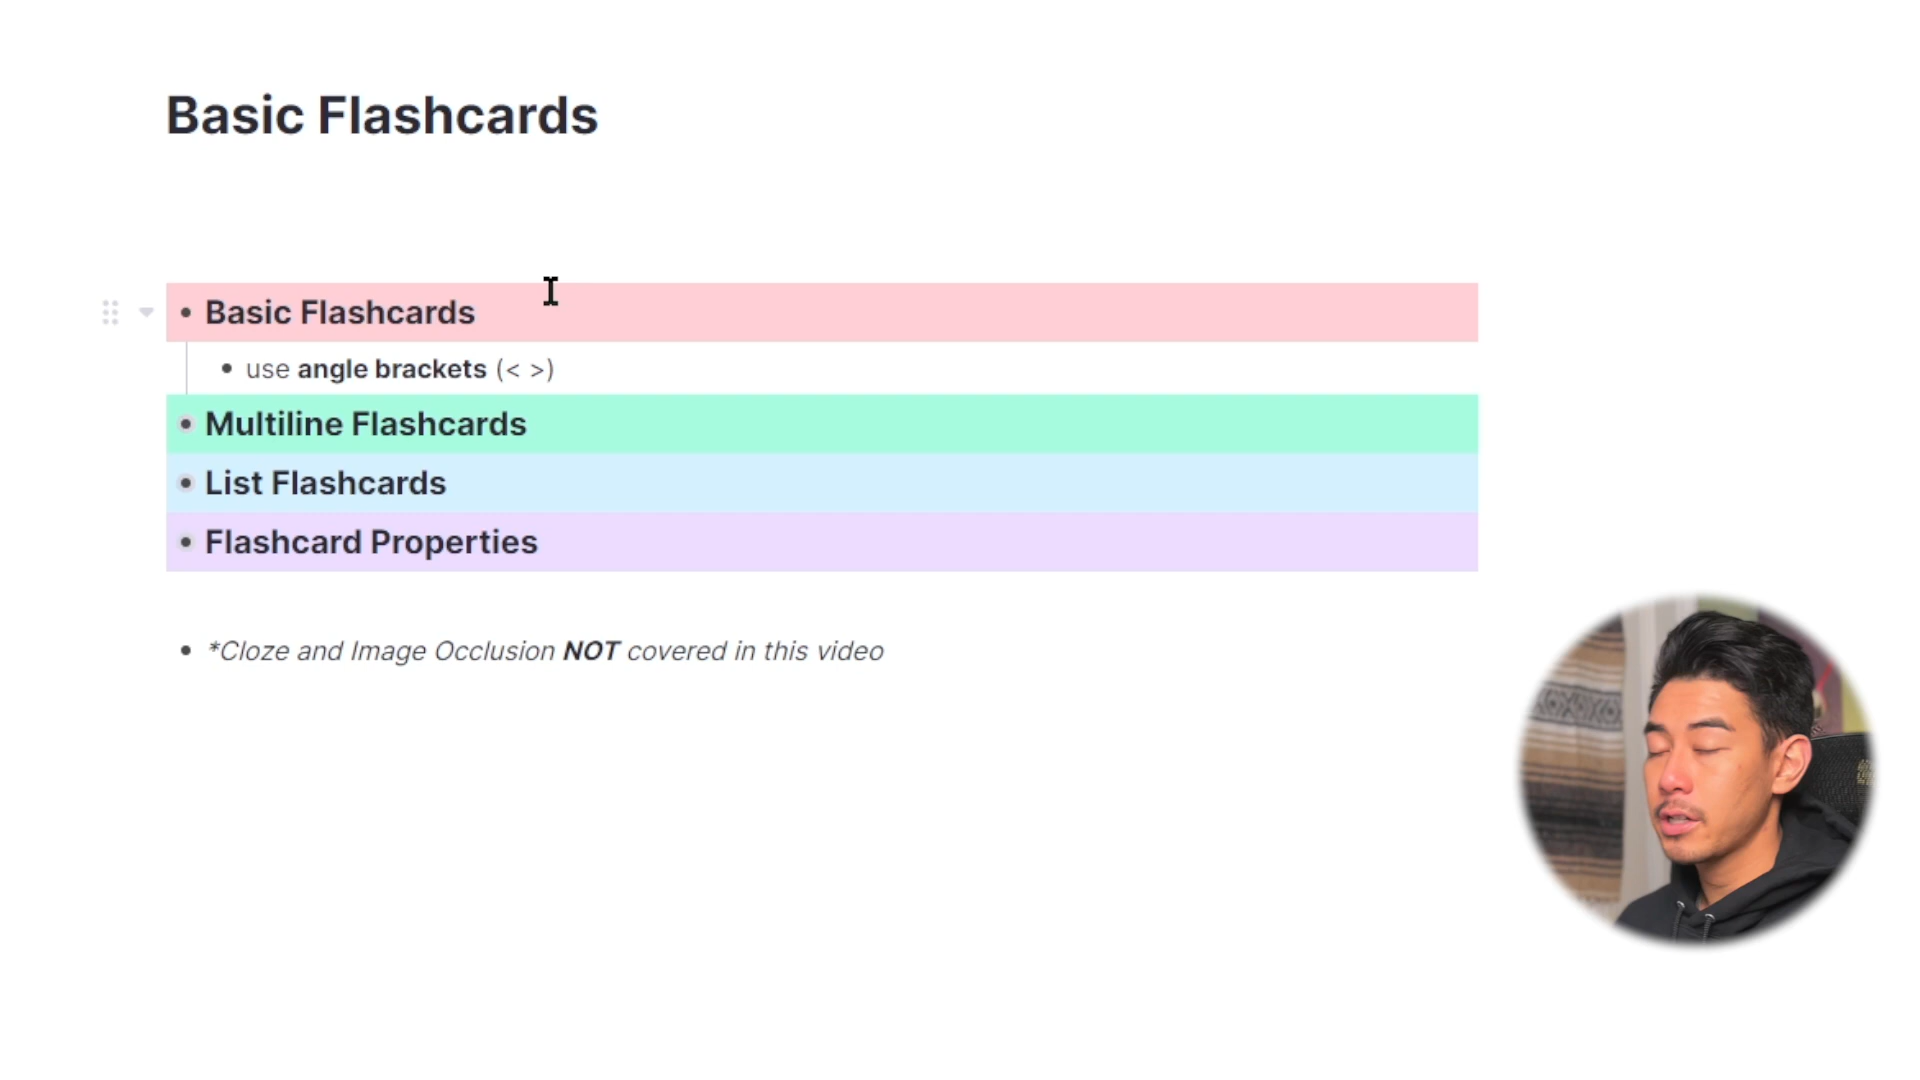 Basic Flashcards
Basic Flashcards
use angle brackets (< >)
Multiline Flashcards
List Flashcards
Flashcard Properties
*Cloze and Image Occlusion NOT covered in this video